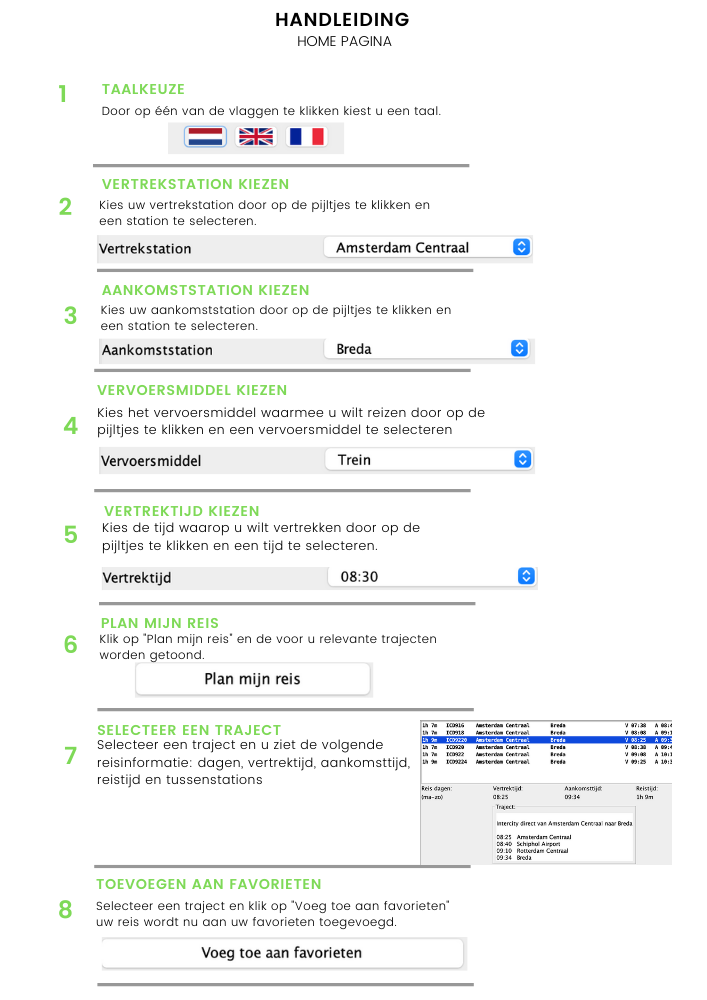 HANDLEIDING
HOME PAGINA
1
TAALKEUZE
Door op één van de vlaggen te klikken kiest u een taal.
2
VERTREKSTATION KIEZEN
Kies uw vertrekstation door op de pijltjes te klikken en
een station te selecteren.
Vertrekstation Amsterdam Centraal
3
AANKOMSTSTATION KIEZEN
Kies uw aankomststation door op de pijltjes te klikken en
een station te selecteren.
Aankomststation Breda
4
VERVOERSMIDDEL KIEZEN
Kies het vervoersmiddel waarmee u wilt reizen door op de
pijltjes te klikken en een vervoersmiddel te selecteren
Vervoersmiddel Trein
5
VERTREKTIJD KIEZEN
Kies de tijd waarop u wilt vertrekken door op de
pijltjes te klikken en een tijd te selecteren.
Vertrektijd 08:30
6
PLAN MIJN REIS
Klik op "Plan mijn reis" en de voor u relevante trajecten
worden getoond.
Plan mijn reis
7
SELECTEER EEN TRAJECT
Selecteer een traject en u ziet de volgende
reisinformatie: dagen, vertrektijd, aankomsttijd,
reistijd en tussenstations
1h 7m ICD916 Amsterdam Centraal Breda V 07:38 A 08:4
1h 7m ICD918 Amsterdam Centraal Breda V 08:08 A 09:1
1h 9m ICD9220 Amsterdam Centraal Breda V 08:25 A 09:3
1h 7m ICD920 Amsterdam Centraal Breda V 08:38 A 09:4
1h 7m ICD922 Amsterdam Centraal Breda V 09:08 A 10:1
1h 9m ICD9224 Amsterdam Centraal Breda V 09:25 A 10:3
Reis dagen: Vertrektijd: Aankomsttijd: Reistijd:
(ma-zo) 08:25 09:34 1h 9m
Traject:
Intercity direct van Amsterdam Centraal naar Breda
08:25 Amsterdam Centraal
08:40 Schiphol Airport
09:10 Rotterdam Centraal
09:34 Breda
8
TOEVOEGEN AAN FAVORIETEN
Selecteer een traject en klik op "Voeg toe aan favorieten"
uw reis wordt nu aan uw favorieten toegevoegd.
Voeg toe aan favorieten